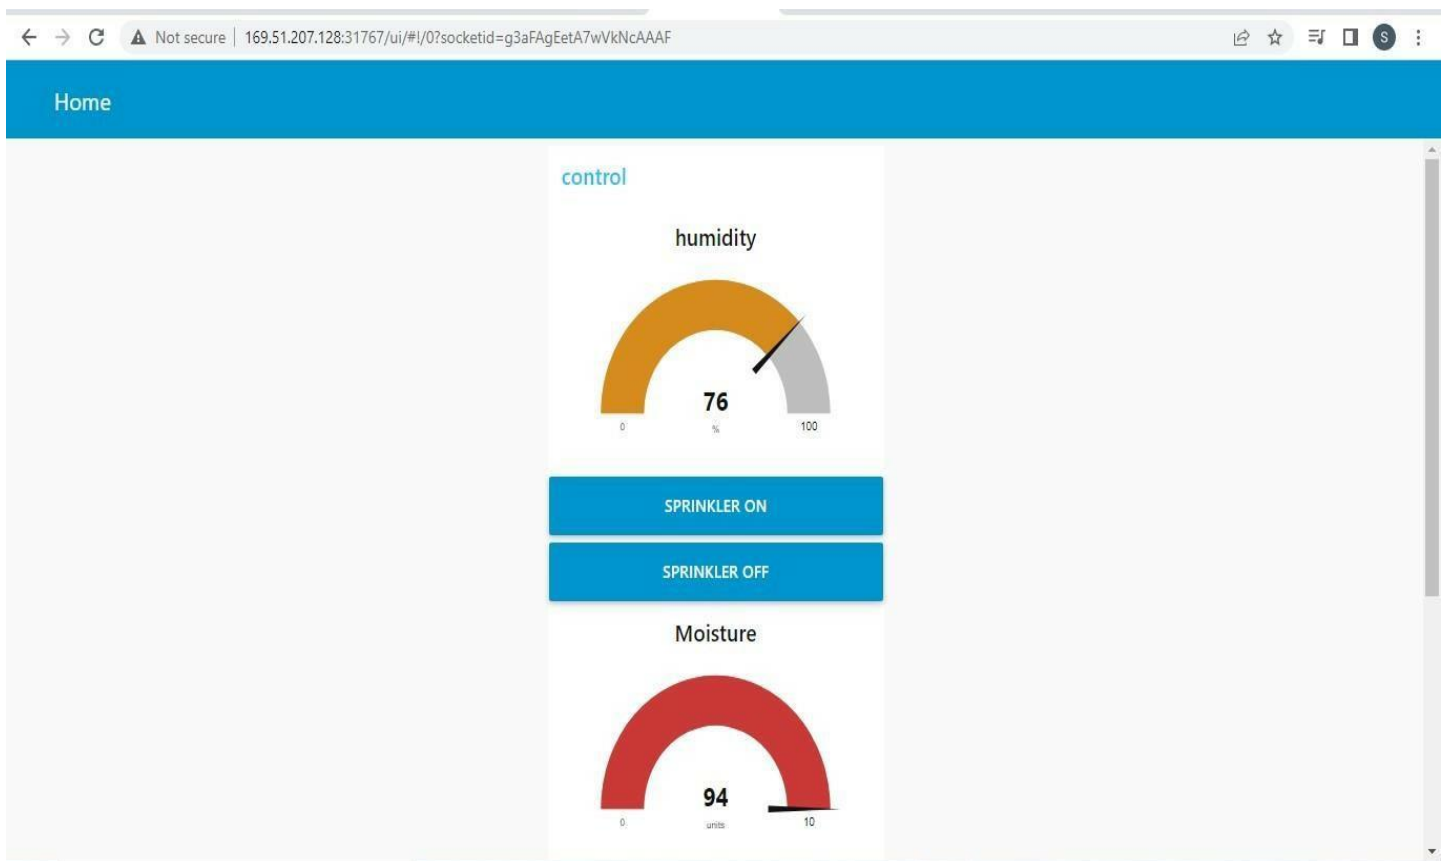 Not secure | 169.51.207.128:31767/ui/#!/0?socketid=g3aFAgEetA7wVkNcAAAF
S
Home
control
humidity
76
%
0
100
SPRINKLER ON
SPRINKLER OFF
Moisture
94
units
0
10